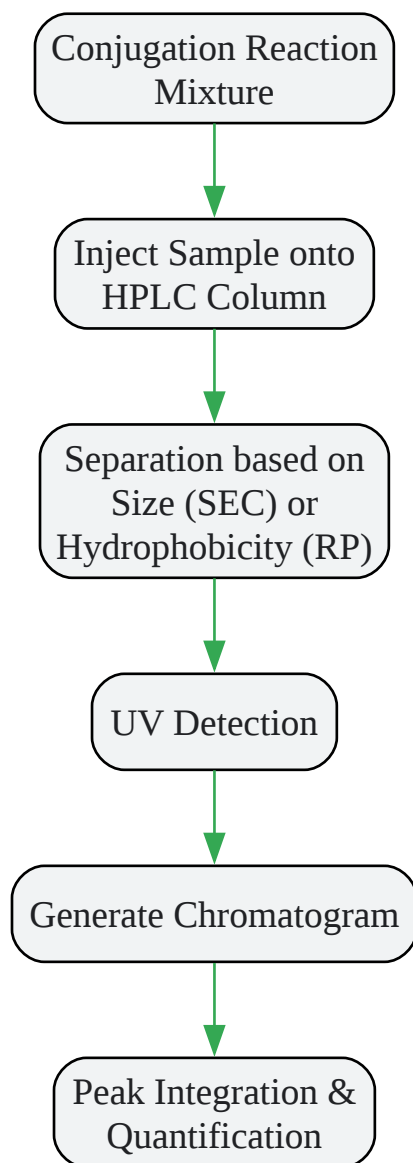 Conjugation Reaction
Mixture
Inject Sample onto
HPLC Column
Separation based on
Size (SEC) or
Hydrophobicity (RP)
UV Detection
Generate Chromatogram
Peak Integration &
Quantification